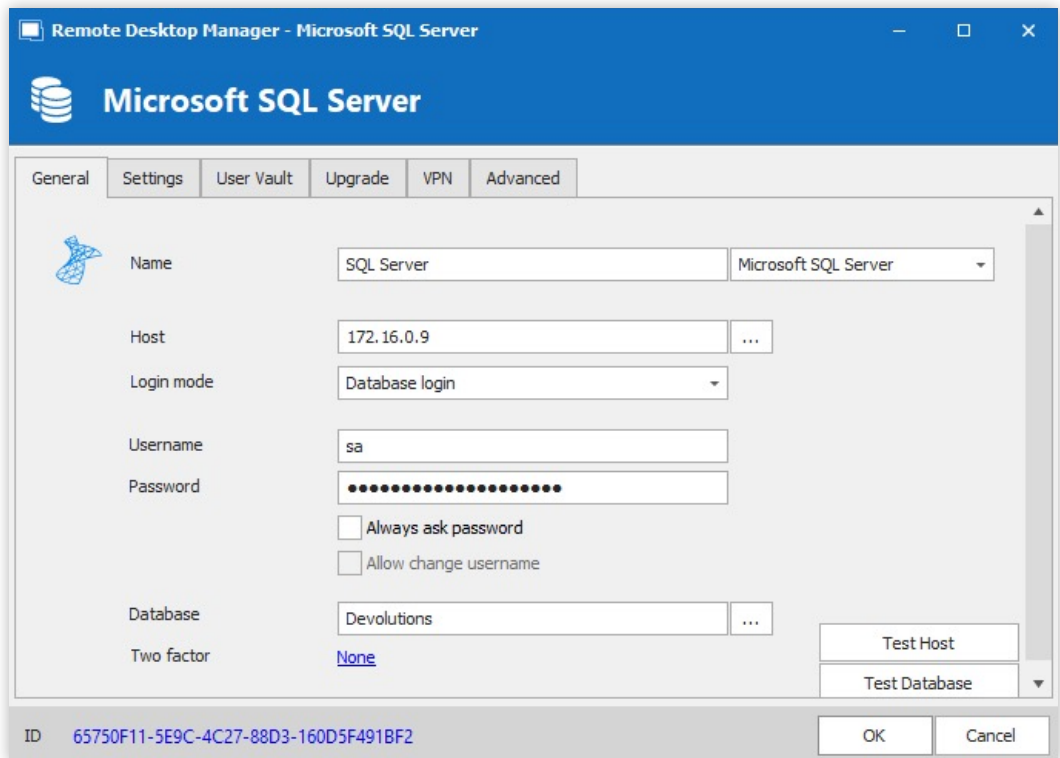 Remote Desktop Manager - Microsoft SQL Server
Microsoft SQL Server
General Settings User Vault Upgrade VPN Advanced
Name SQL Server Microsoft SQL Server
Host 172.16.0.9 ...
Login mode Database login
Username sa
Password ••••••••••••••••••••
Always ask password
Allow change username
Database Devolutions ...
Test Host
Two factor None
Test Database
ID 65750F11-5E9C-4C27-88D3-160D5F491BF2 OK Cancel